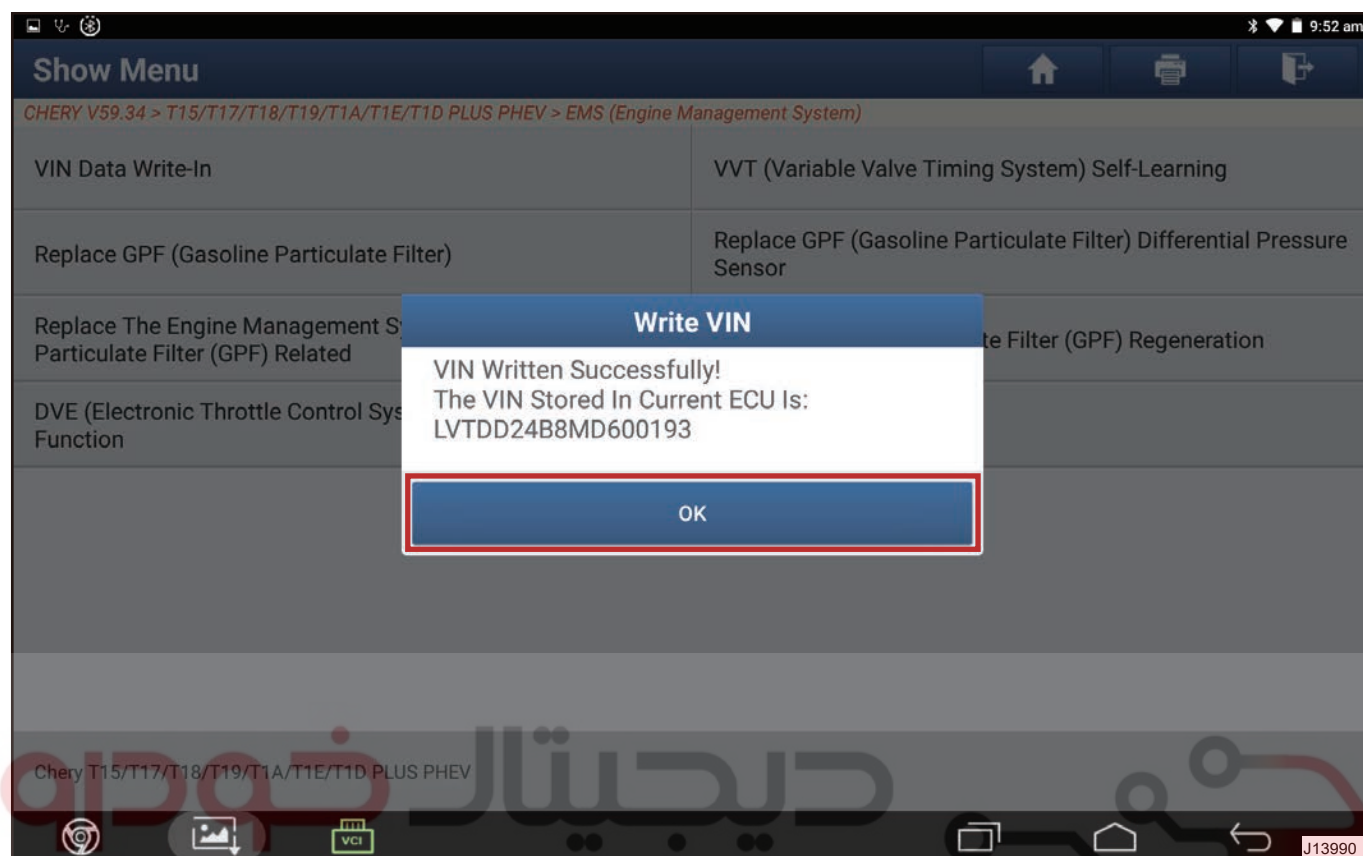 9:52 am
Show Menu
CHERY V59.34 > T15/T17/T18/T19/T1A/T1E/T1D PLUS PHEV > EMS (Engine Management System)
VIN Data Write-In
VVT (Variable Valve Timing System) Self-Learning
Replace GPF (Gasoline Particulate Filter)
Replace GPF (Gasoline Particulate Filter) Differential Pressure
Sensor
Replace The Engine Management S
Particulate Filter (GPF) Related
te Filter (GPF) Regeneration
DVE (Electronic Throttle Control Sys
Function
Write VIN
VIN Written Successfully!
The VIN Stored In Current ECU Is:
LVTDD24B8MD600193
OK
Chery T15/T17/T18/T19/T1A/T1E/T1D PLUS PHEV
دیجیتال خودرو
VCI
J13990